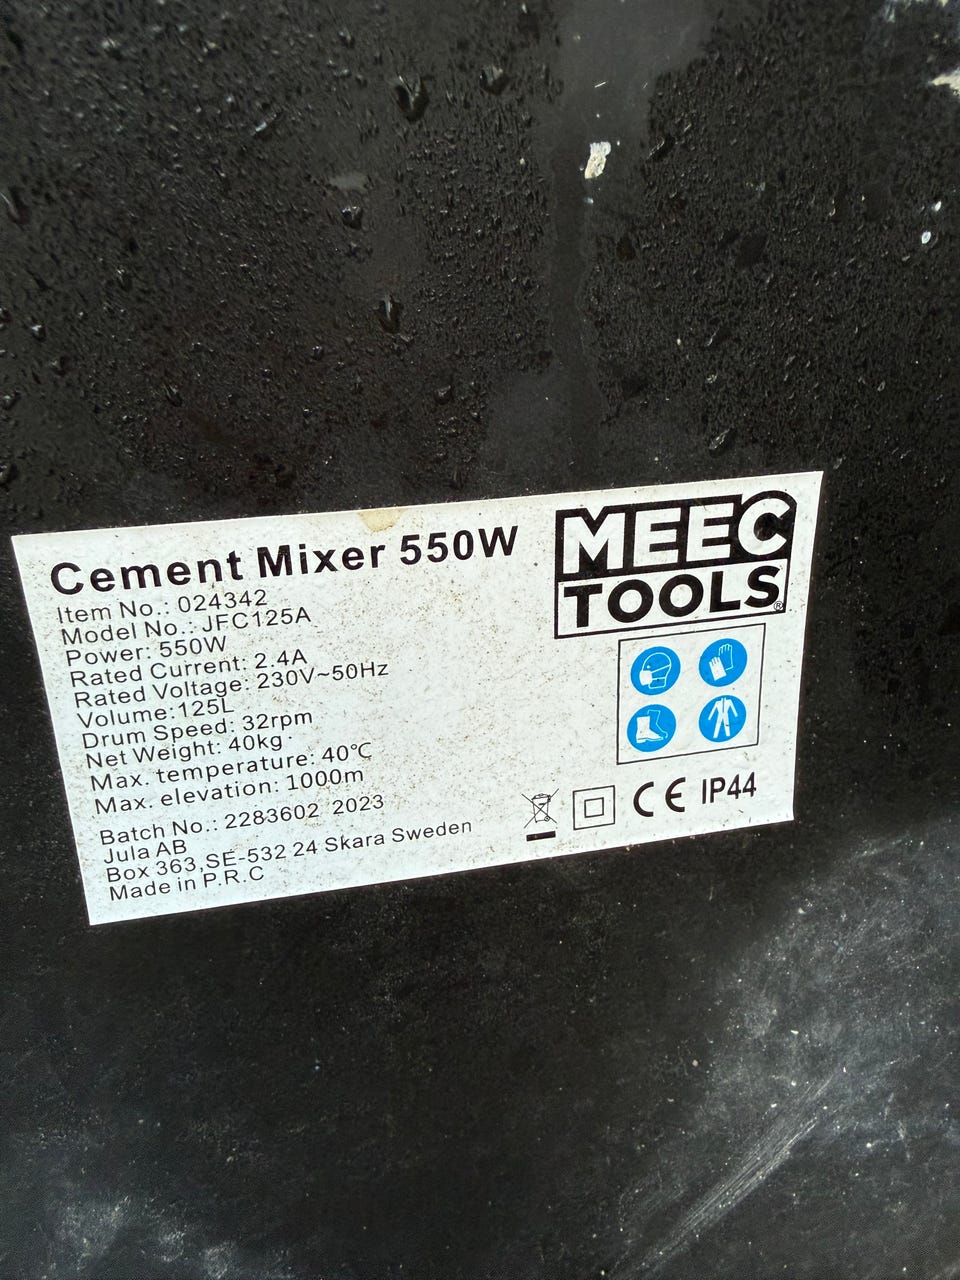 Cement Mixer 550W
Item No.: 024342
Model No.: JFC125A
Power: 550W
Rated Current: 2.4A
Rated Voltage: 230V~50Hz
Volume:125L
Drum Speed: 32rpm
Net Weight: 40kg
Max. temperature: 40℃
Max. elevation: 1000m
Batch No.: 2283602 2023
Jula AB
Box 363,SE-532 24 Skara Sweden
Made in P.R.C
MEEC
TOOLS®
CE IP44